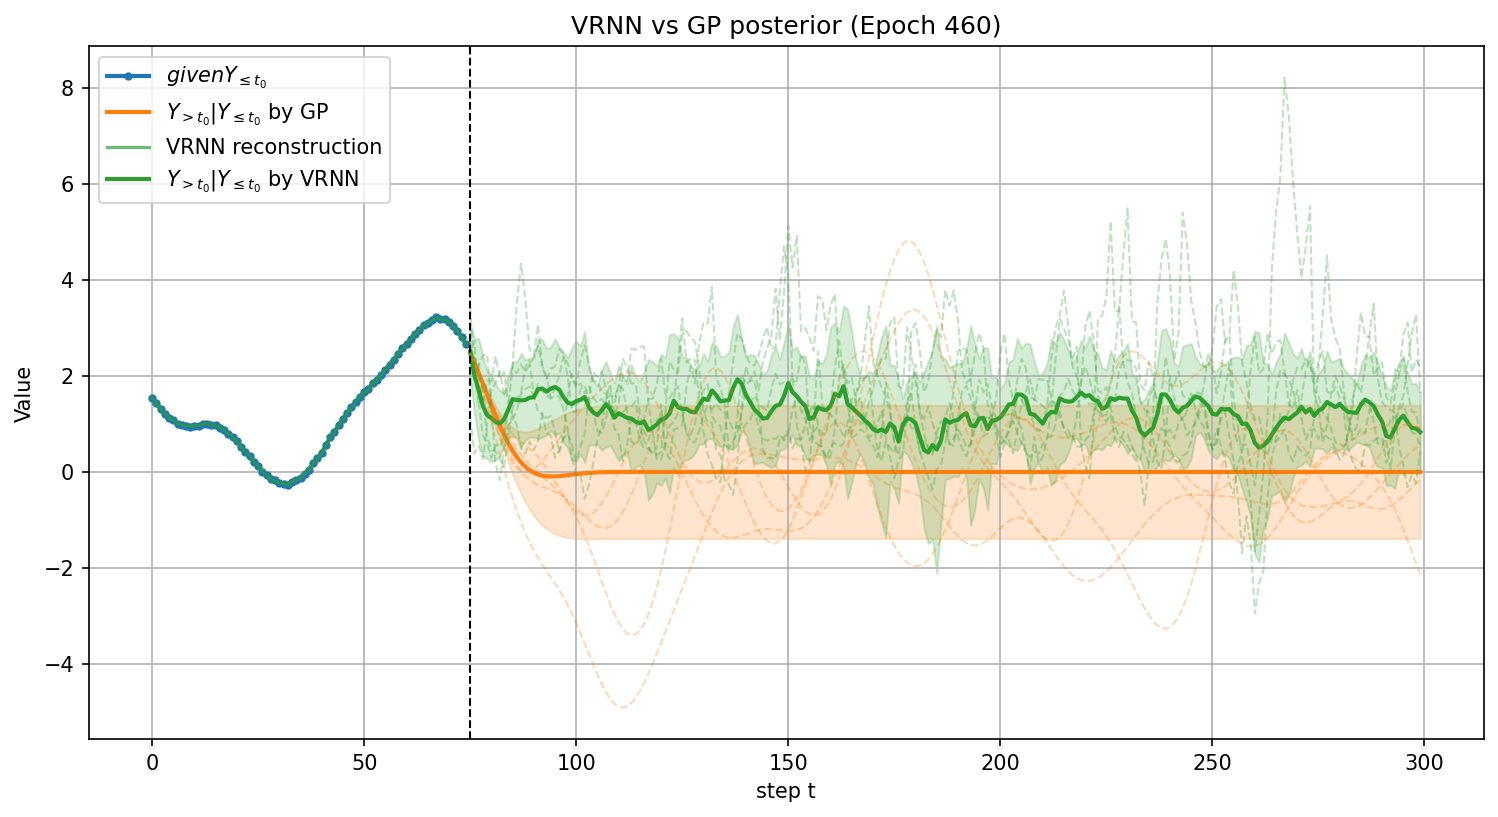 VRNN vs GP posterior (Epoch 460)
givenY≤t₀
Y>t₀|Y≤t₀ by GP
VRNN reconstruction
Y>t₀|Y≤t₀ by VRNN
Value
8
6
4
2
0
−2
−4
0 50 100 150 200 250 300
step t